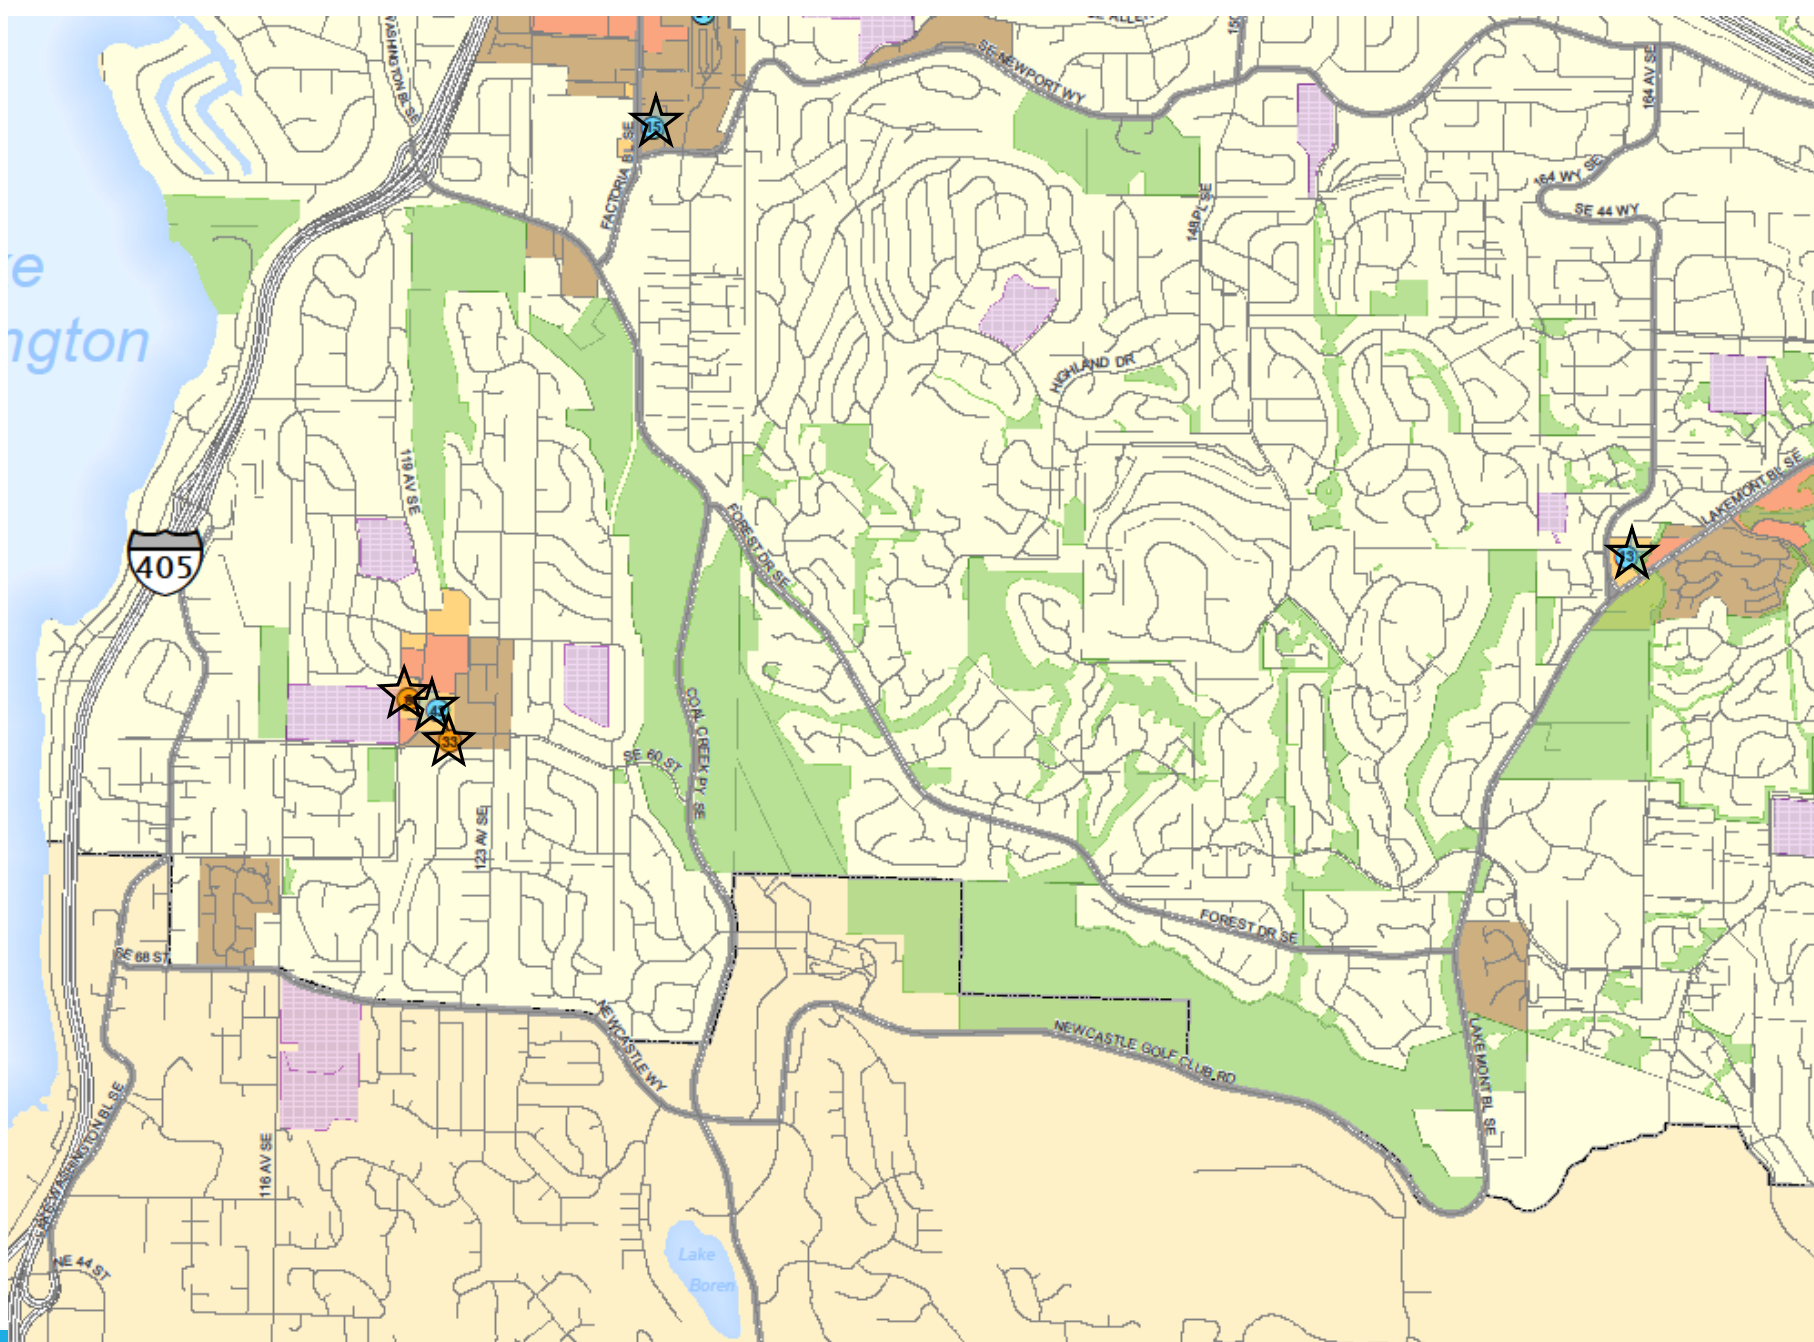 SE NEWPORT WY
164 AV SE
15
FACTORIA BL SE
164 WY SE
SE 44 WY
148 PL SE
ngton
HIGHLAND DR
119 AV SE
LAKEMONT BL SE
FOREST DR SE
405
13
33
COAL CREEK PY SE
SE 60 ST
123 AV SE
FOREST DR SE
SE 68 ST
NEWCASTLE WY
NEWCASTLE GOLF CLUB RD
LAKEMONT BL SE
116 AV SE
LAKE WASHINGTON BL SE
NE 44 ST
Lake
Boren